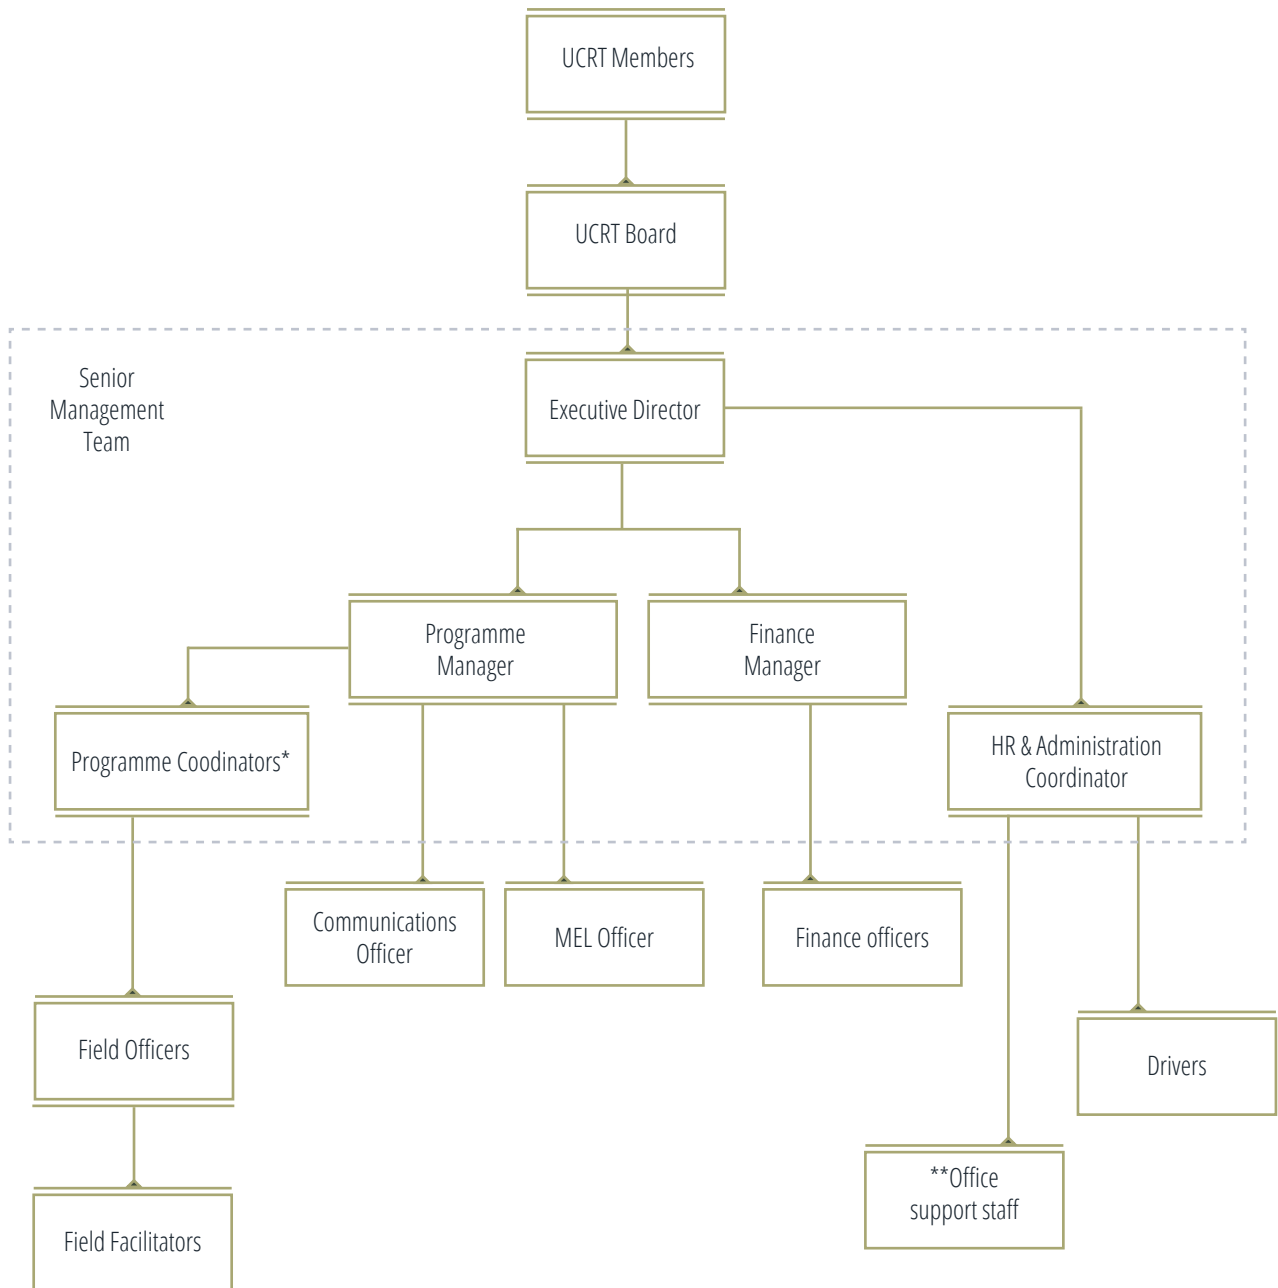 UCRT Members
UCRT Board
Senior
Management
Team
Executive Director
Programme
Manager
Finance
Manager
Programme Coodinators*
HR & Administration
Coordinator
Communications
Officer
MEL Officer
Finance officers
Field Officers
Drivers
**Office
support staff
Field Facilitators